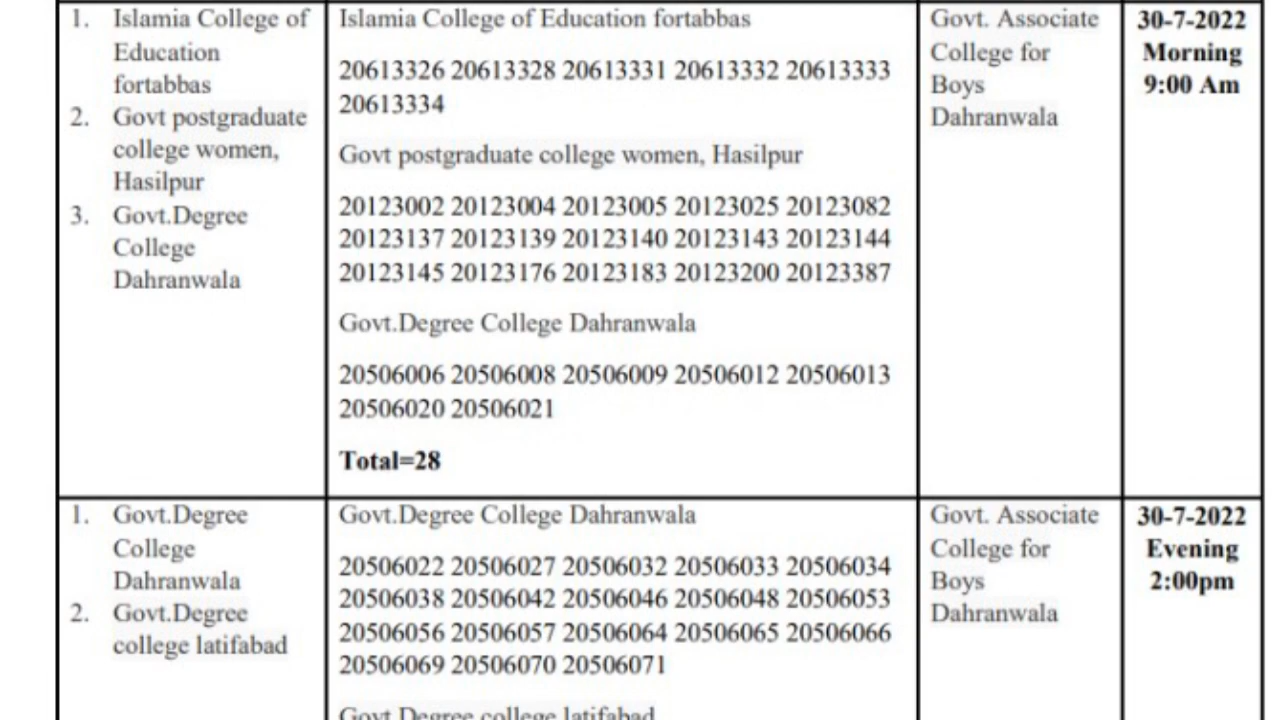 1. Islamia College of
Education
fortabbas
2. Govt postgraduate
college women,
Hasilpur
3. Govt.Degree
College
Dahranwala
Islamia College of Education fortabbas
20613326 20613328 20613331 20613332 20613333
20613334
Govt postgraduate college women, Hasilpur
20123002 20123004 20123005 20123025 20123082
20123137 20123139 20123140 20123143 20123144
20123145 20123176 20123183 20123200 20123387
Govt.Degree College Dahranwala
20506006 20506008 20506009 20506012 20506013
20506020 20506021
Total=28
Govt. Associate
College for
Boys
Dahranwala
30-7-2022
Morning
9:00 Am
1. Govt.Degree
College
Dahranwala
2. Govt.Degree
college latifabad
Govt.Degree College Dahranwala
20506022 20506027 20506032 20506033 20506034
20506038 20506042 20506046 20506048 20506053
20506056 20506057 20506064 20506065 20506066
20506069 20506070 20506071
Govt.Degree college latifabad
Govt. Associate
College for
Boys
Dahranwala
30-7-2022
Evening
2:00pm